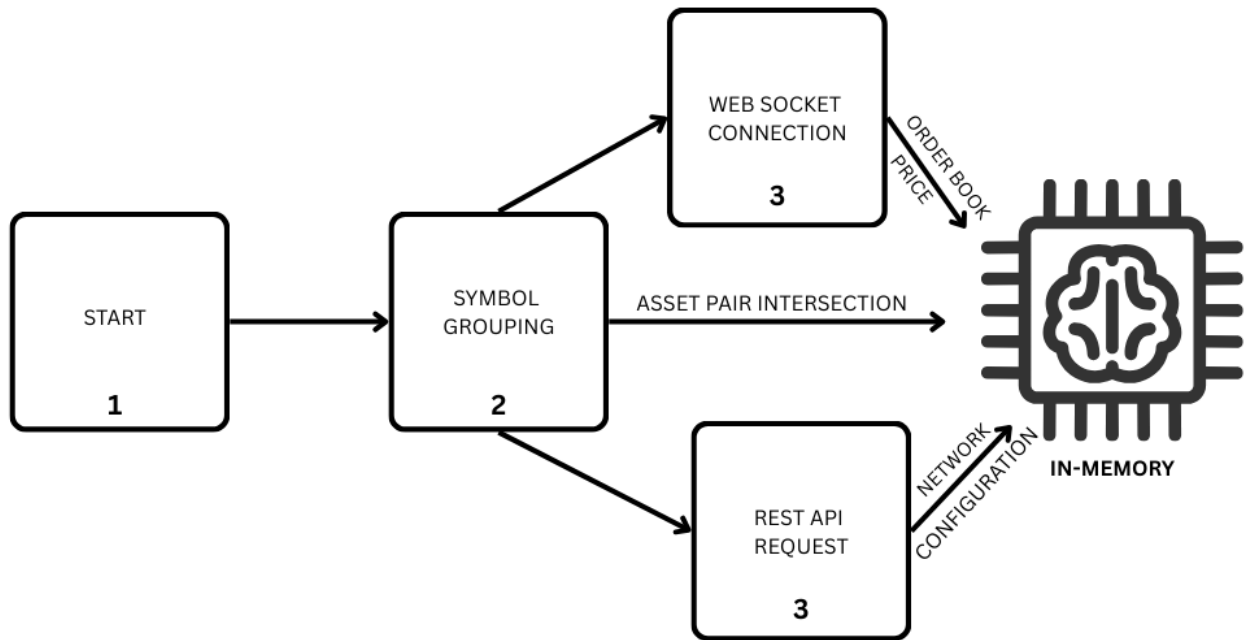 START
1
SYMBOL
GROUPING
2
WEB SOCKET
CONNECTION
3
ORDER BOOK
PRICE
ASSET PAIR INTERSECTION
REST API
REQUEST
3
NETWORK
CONFIGURATION
IN-MEMORY